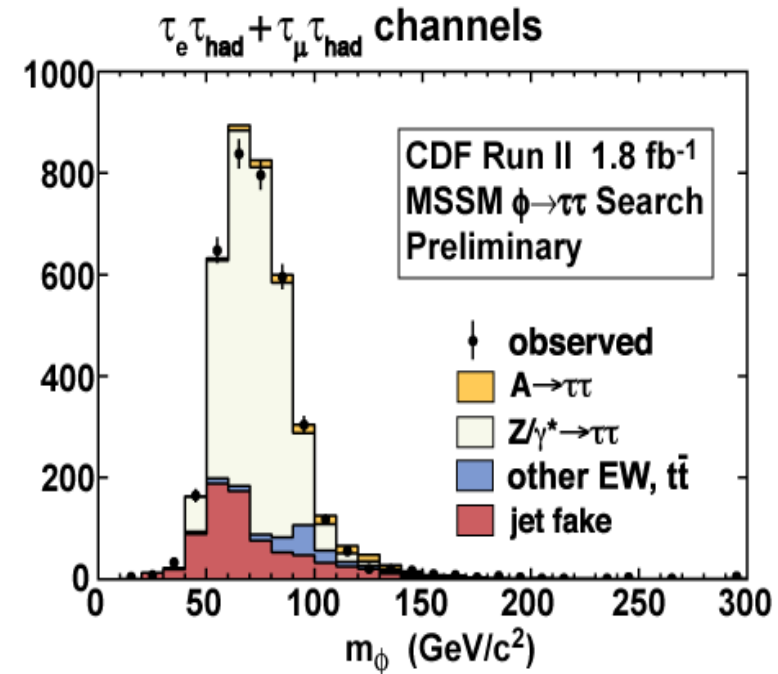 τeτhad+τμτhad channels
1000
800
600
400
200
0
CDF Run II 1.8 fb-1
MSSM ϕ→ττ Search
Preliminary
observed
A→ττ
Z/γ*→ττ
other EW, tt̄
jet fake
0 50 100 150 200 250 300
mϕ (GeV/c2)